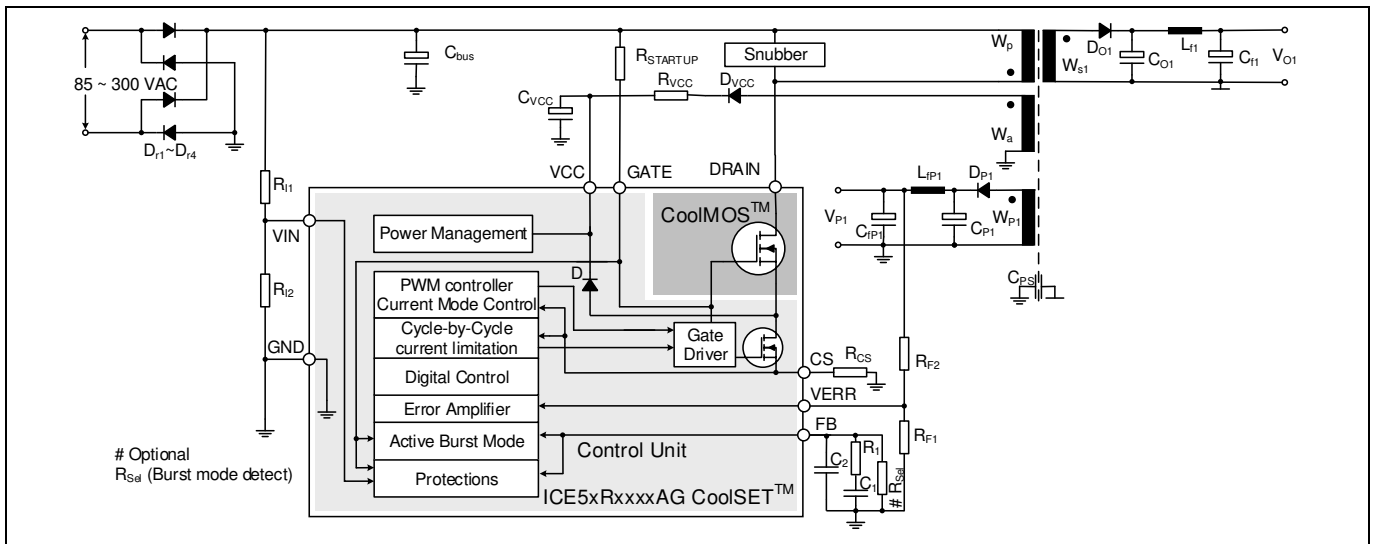 85 ~ 300 VAC
Dr1~Dr4
Cbus
RSTARTUP
Snubber
Wp
Ws1
DO1
CO1
Lf1
Cf1
VO1
RVCC
DVCC
CVCC
Wa
VCC
GATE
DRAIN
LfP1
DP1
VP1
CfP1
CP1
WP1
CPS
RI1
VIN
RI2
GND
CoolMOS™
Power Management
D
PWM controller
Current Mode Control
Cycle-by-Cycle
current limitation
Digital Control
Error Amplifier
Active Burst Mode
Protections
Gate
Driver
CS
RCS
VERR
FB
RF2
RF1
Control Unit
C2
R1
C1
# RSel
ICE5xRxxxxAG CoolSET™
# Optional
RSel (Burst mode detect)